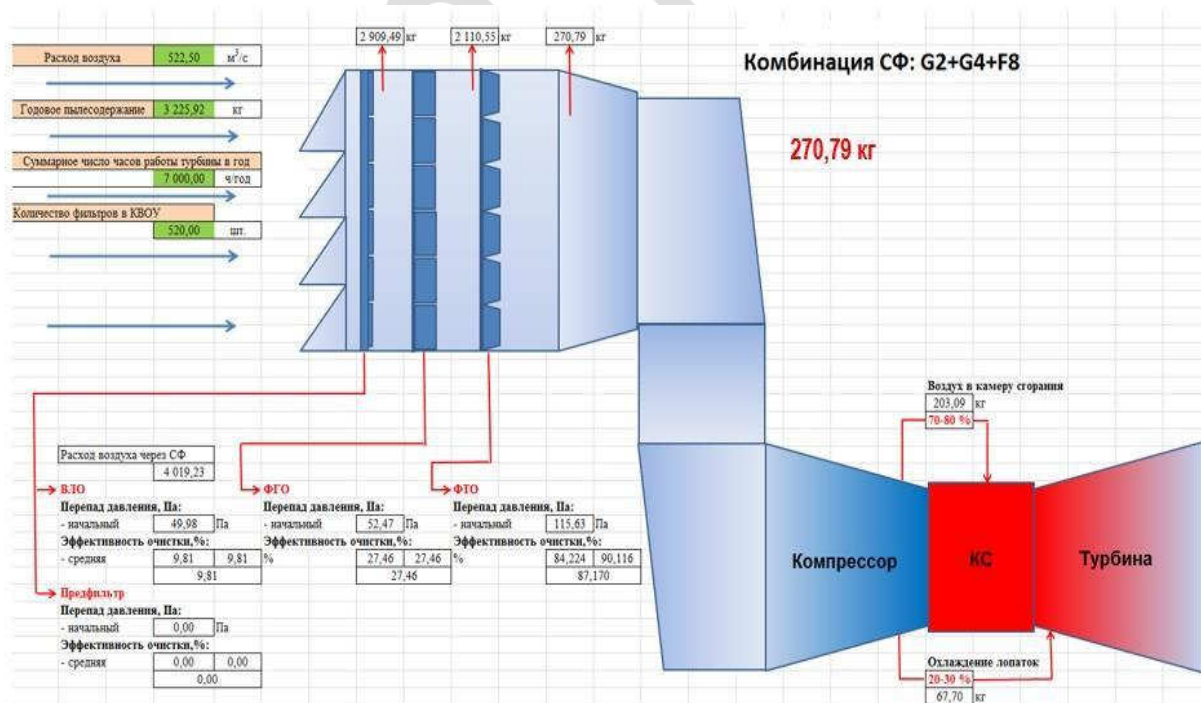 2 909,49 кг 2 110,55 кг 270,79 кг
Комбинация СФ: G2+G4+F8
Расход воздуха 522,50 м³/с
Годовое пылесодержание 3 225,92 кг
270,79 кг
Суммарное число часов работы турбины в год
7 000,00 ч/год
Количество фильтров в КВОУ
520,00 шт.
Воздух в камеру сгорания
203,09 кг
70-80 %
Расход воздуха через СФ
4 019,23
ВЛО
Перепад давления, Па:
- начальный 49,98 Па
Эффективность очистки,%:
- средняя 9,81 9,81 %
9,81
ФГО
Перепад давления, Па:
- начальный 52,47 Па
Эффективность очистки,%:
27,46 27,46 %
27,46
ФТО
Перепад давления, Па:
- начальный 115,63 Па
Эффективность очистки,%:
84,224 90,116
87,170
Предфильтр
Перепад давления, Па:
- начальный 0,00 Па
Эффективность очистки,%:
- средняя 0,00 0,00
0,00
Компрессор КС Турбина
Охлаждение лопаток
20-30 %
67,70 кг